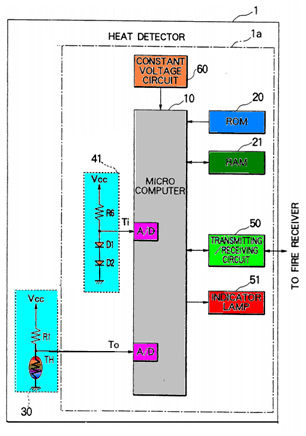 1
HEAT DETECTOR
1a
CONSTANT
VOLTAGE
CIRCUIT
60
10
20
ROM
21
RAM
41
Vcc
MICRO
COMPUTER
R6
Ti
A/D
D1
D2
50
TRANSMITTING
/RECEIVING
CIRCUIT
TO FIRE RECEIVER
51
INDICATOR
LAMP
Vcc
R1
To
A/D
TH
30